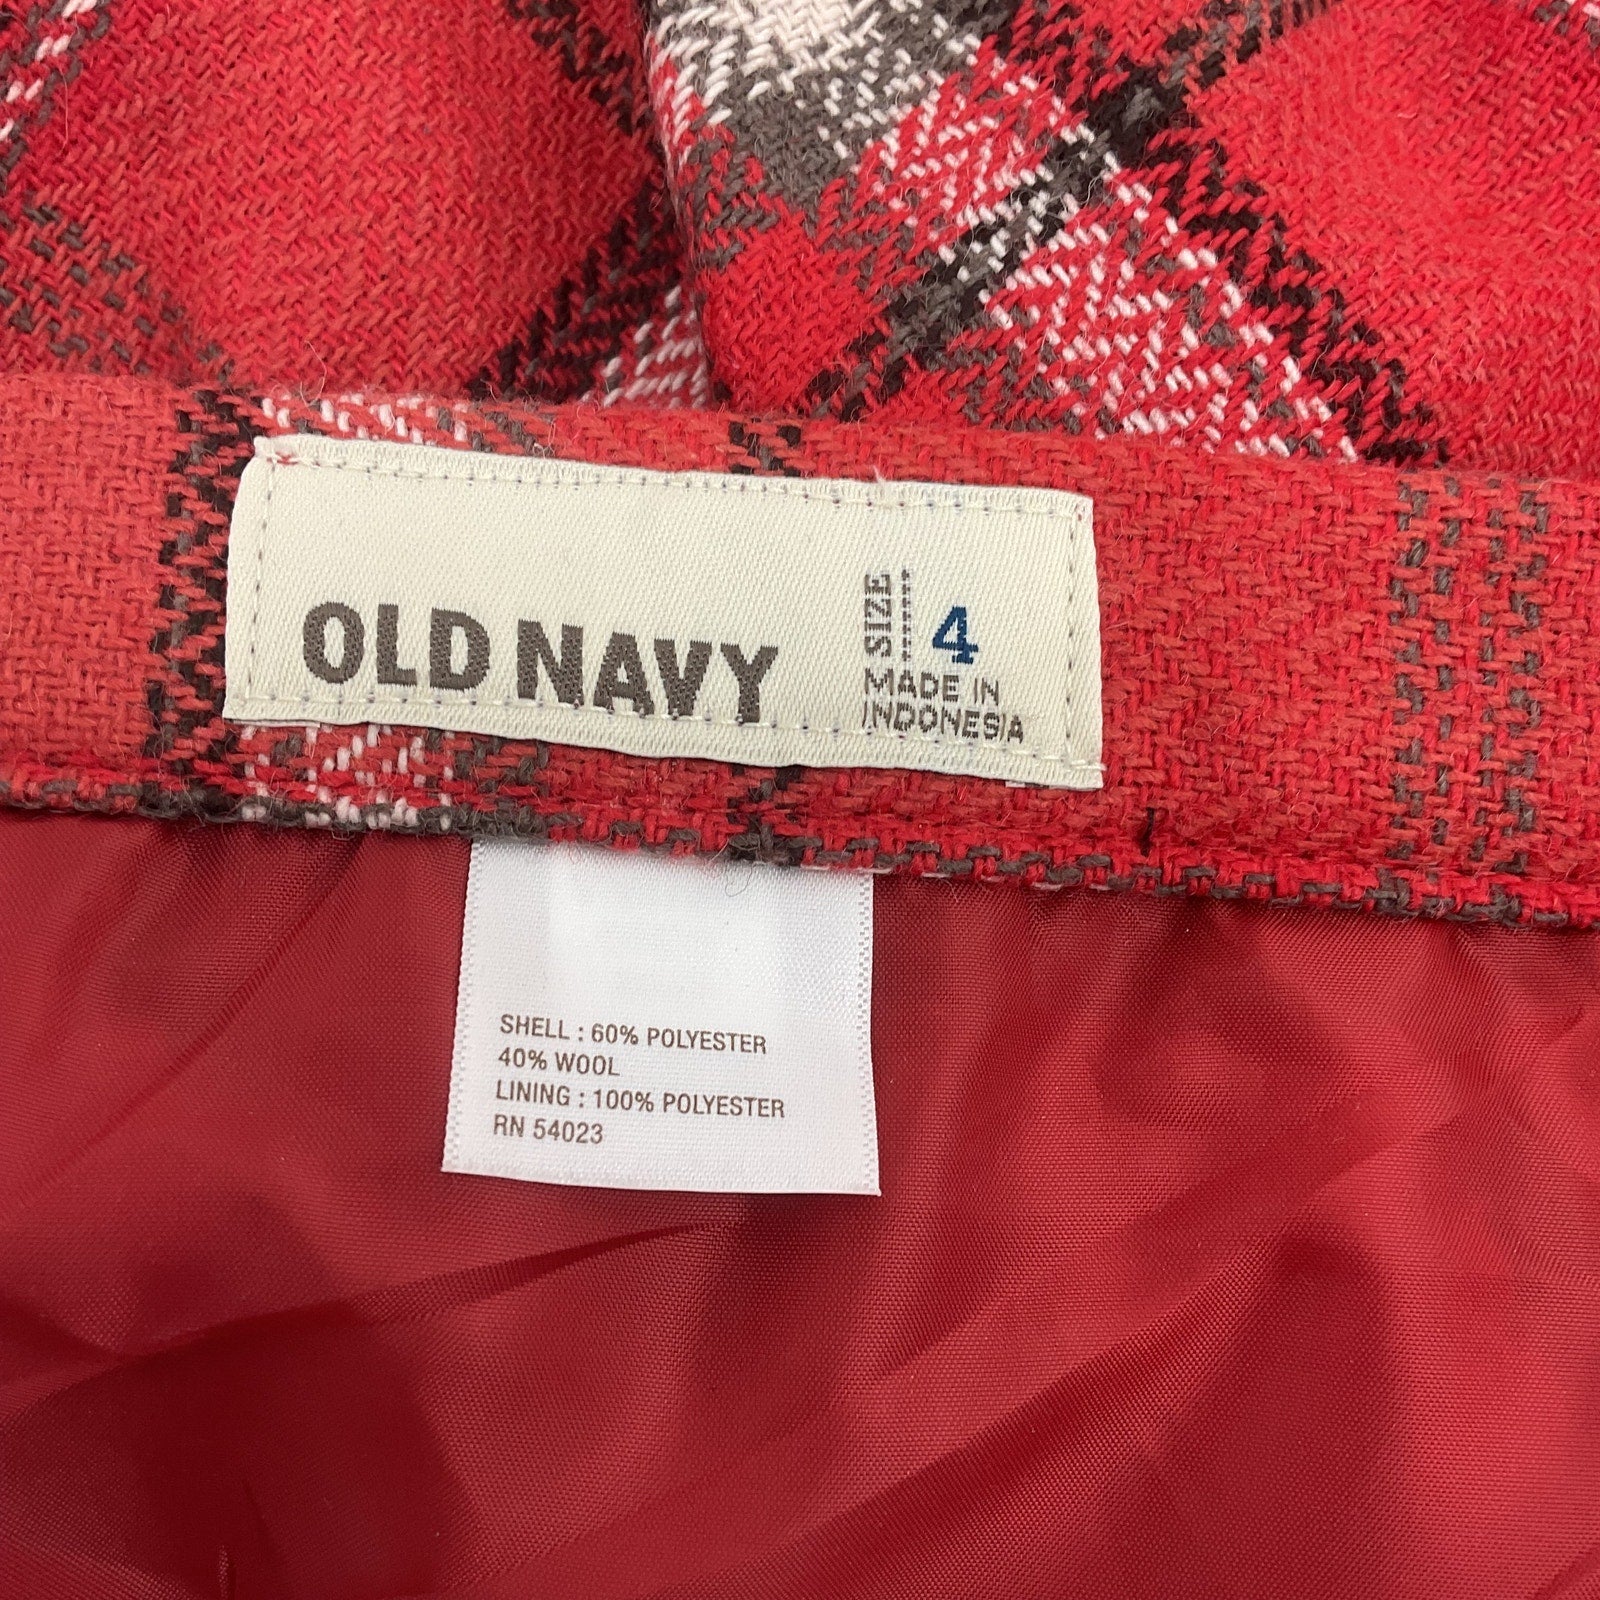 OLD NAVY
SIZE 4
MADE IN
INDONESIA
SHELL : 60% POLYESTER
40% WOOL
LINING : 100% POLYESTER
RN 54023